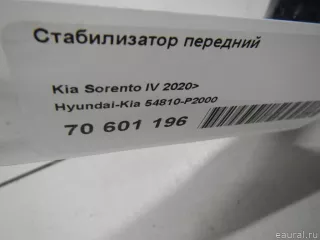 Стабилизатор передний
Kia Sorento IV 2020>
Hyundai-Kia 54810-P2000
70 601 196
eaural.ru